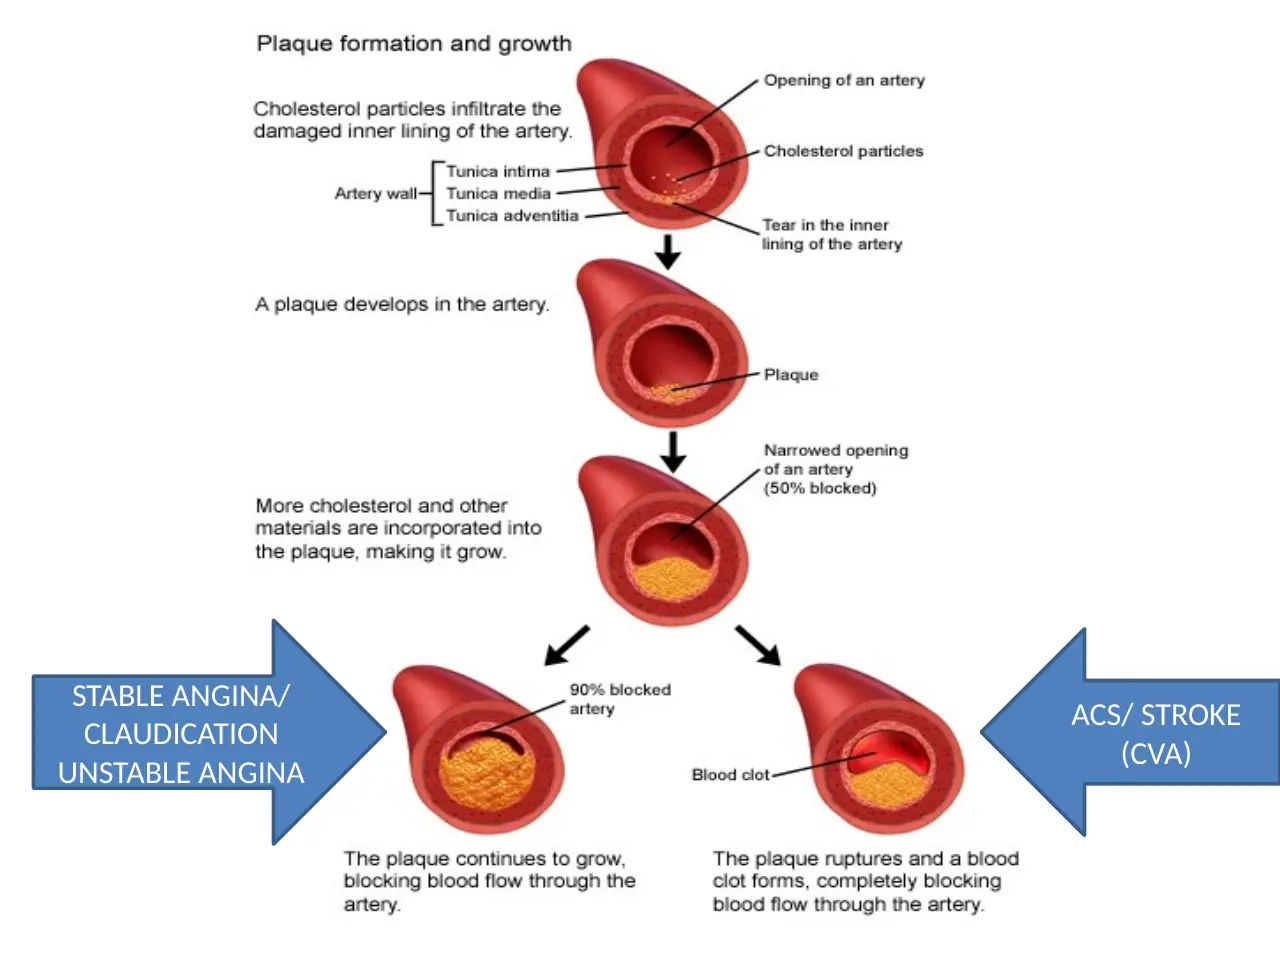 Plaque formation and growth
Opening of an artery
Cholesterol particles infiltrate the
damaged inner lining of the artery.
Cholesterol particles
Artery wall
Tunica intima
Tunica media
Tunica adventitia
Tear in the inner
lining of the artery
A plaque develops in the artery.
Plaque
Narrowed opening
of an artery
(50% blocked)
More cholesterol and other
materials are incorporated into
the plaque, making it grow.
STABLE ANGINA/
CLAUDICATION
UNSTABLE ANGINA
90% blocked
artery
Blood clot
ACS/ STROKE
(CVA)
The plaque continues to grow,
blocking blood flow through the
artery.
The plaque ruptures and a blood
clot forms, completely blocking
blood flow through the artery.